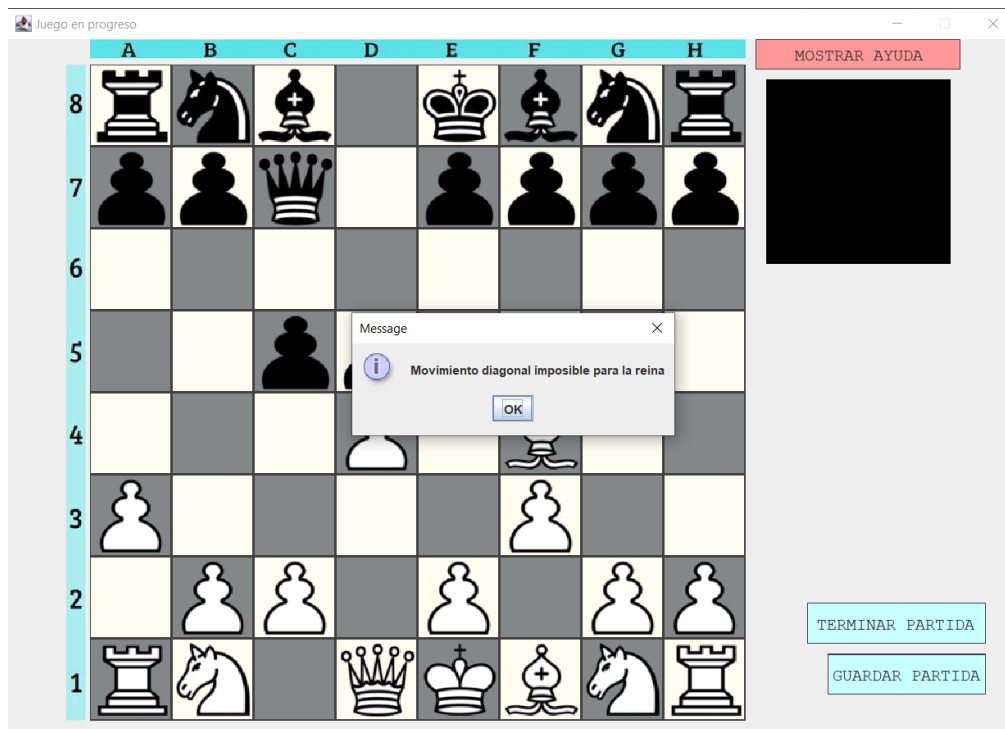 Juego en progreso
A B C D E F G H
MOSTRAR AYUDA
8
7
6
5
Message
Movimiento diagonal imposible para la reina
OK
4
3
2
TERMINAR PARTIDA
1
GUARDAR PARTIDA